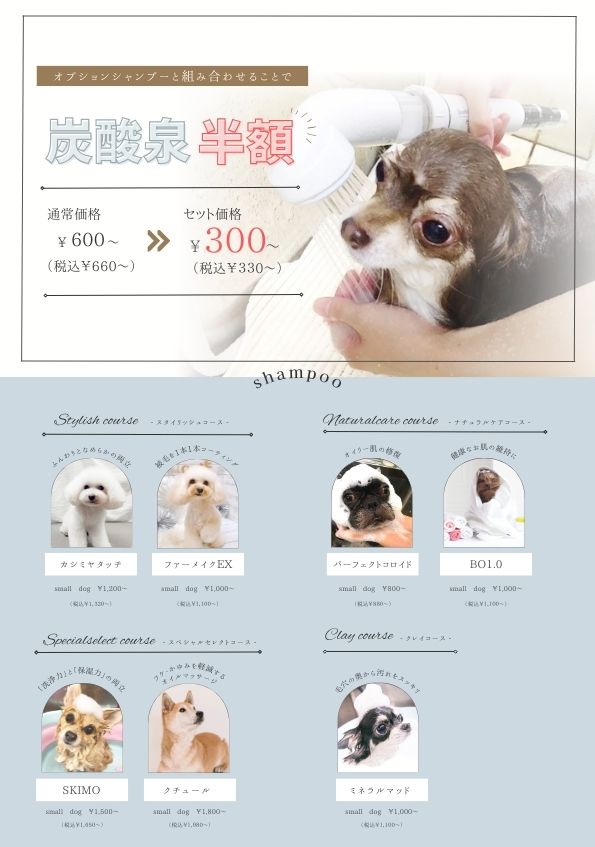 オプションシャンプーと組み合わせることで
炭酸泉 半額
通常価格
￥600～
(税込￥660～)
セット価格
￥300～
(税込￥330～)
shampoo
Stylish course - スタイリッシュコース -
ふんわりとなめらかの両立
カシミヤタッチ
small dog ￥1,200～
(税込￥1,320～)
被毛を1本1本コーティング
ファーメイクEX
small dog ￥1,000～
(税込￥1,100～)
Naturalcare course - ナチュラルケアコース -
オイリー肌の修復
パーフェクトコロイド
small dog ￥800～
(税込￥880～)
健康なお肌の維持に
BO1.0
small dog ￥1,000～
(税込￥1,100～)
Specialselect course - スペシャルセレクトコース -
「洗浄力」と「保湿力」の両立
SKIMO
small dog ￥1,500～
(税込￥1,650～)
フケ・かゆみを軽減する
オイルマッサージ
クチュール
small dog ￥1,800～
(税込￥1,980～)
Clay course - クレイコース -
毛穴の奥から汚れをスッキリ
ミネラルマッド
small dog ￥1,000～
(税込￥1,100～)